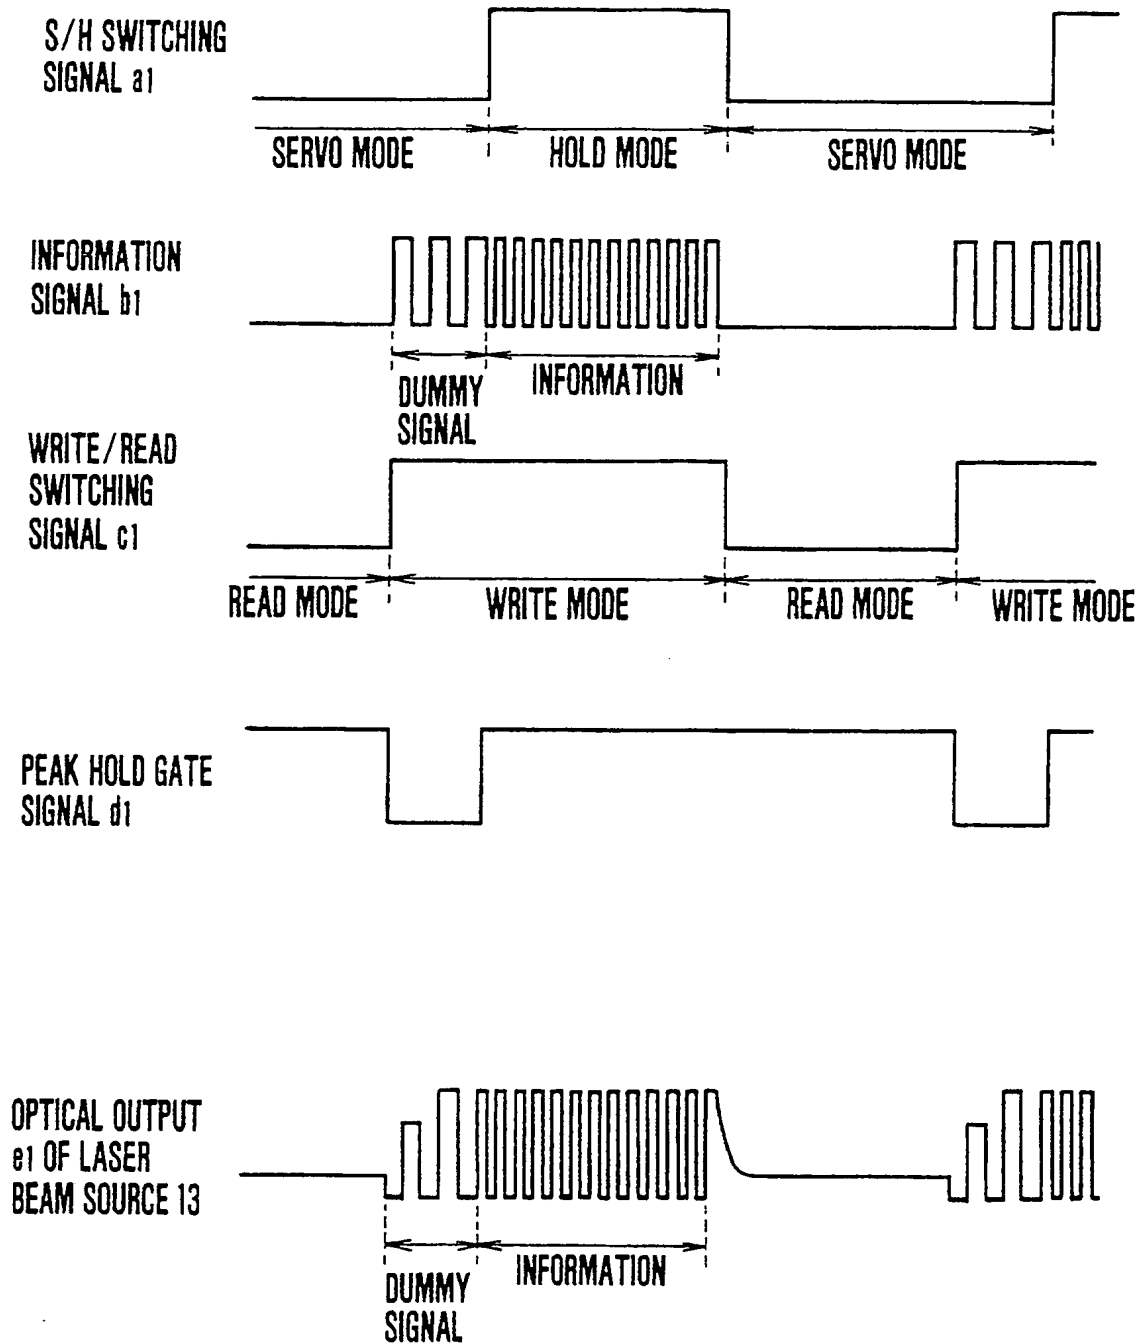 S/H SWITCHING
SIGNAL a1
SERVO MODE
HOLD MODE
SERVO MODE
INFORMATION
SIGNAL b1
DUMMY
SIGNAL
INFORMATION
WRITE/READ
SWITCHING
SIGNAL c1
READ MODE
WRITE MODE
READ MODE
WRITE MODE
PEAK HOLD GATE
SIGNAL d1
OPTICAL OUTPUT
e1 OF LASER
BEAM SOURCE 13
DUMMY
SIGNAL
INFORMATION